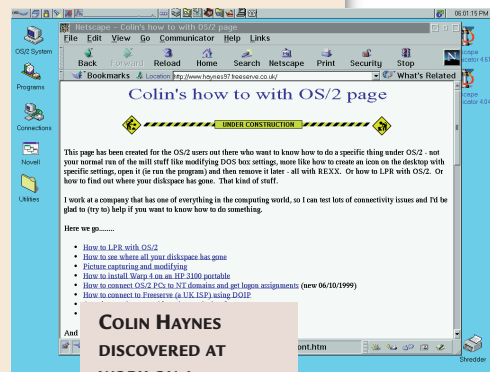 06:01:15 PM
Netscape - Colin's how to with OS/2 page
File Edit View Go Communicator Help Links
Back Forward Reload Home Search Netscape Print Security Stop
Bookmarks Location: http://www.heynes97.freeserve.co.uk/ What's Related
OS/2 System
Programs
Connections
Novell
Utilities
Shredder
Colin's how to with OS/2 page
UNDER CONSTRUCTION
This page has been created for the OS/2 users out there who want to know how to do a specific thing under OS/2 - not
your normal run of the mill stuff like modifying DOS box settings, more like how to create an icon on the desktop with
specific settings, open it (ie run the program) and then remove it later - all with REXX. Or how to LPR with OS/2. Or
how to find out where your diskspace has gone. That kind of stuff.
I work at a company that has one of everything in the computing world, so I can test lots of connectivity issues and I'd be
glad to (try to) help if you want to know how to do something.
Here we go........
How to LPR with OS/2
How to see where all your diskspace has gone
Picture capturing and modifying
How to install Warp 4 on an HP 3100 portable
How to connect OS/2 PCs to NT domains and get logon assignments (new 06/10/1999)
How to connect to Freeserve (a UK ISP) using DOIP
And
ont.htm
COLIN HAYNES
DISCOVERED AT